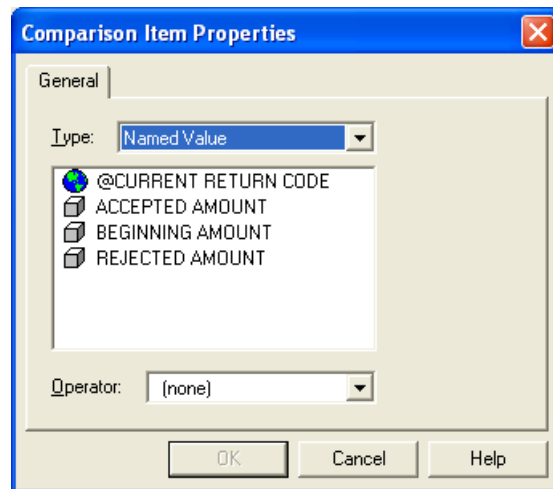 Comparison Item Properties
General
Type: Named Value
@CURRENT RETURN CODE
ACCEPTED AMOUNT
BEGINNING AMOUNT
REJECTED AMOUNT
Operator: (none)
OK Cancel Help